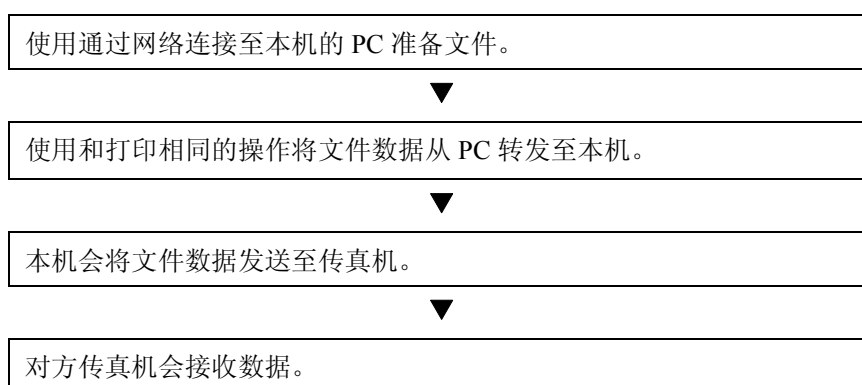 使用通过网络连接至本机的 PC 准备文件。
使用和打印相同的操作将文件数据从 PC 转发至本机。
本机会将文件数据发送至传真机。
对方传真机会接收数据。